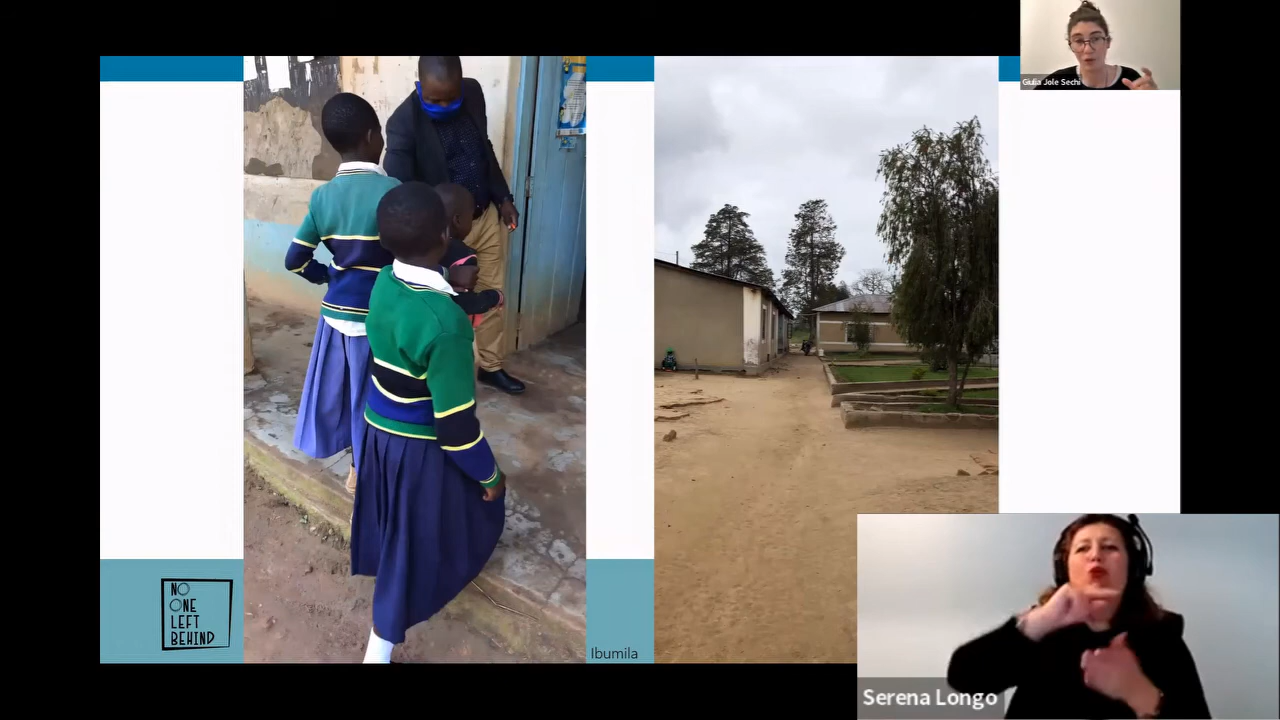 Giulia Jole Sechi
NO
ONE
LEFT
BEHIND
Ibumila
Serena Longo